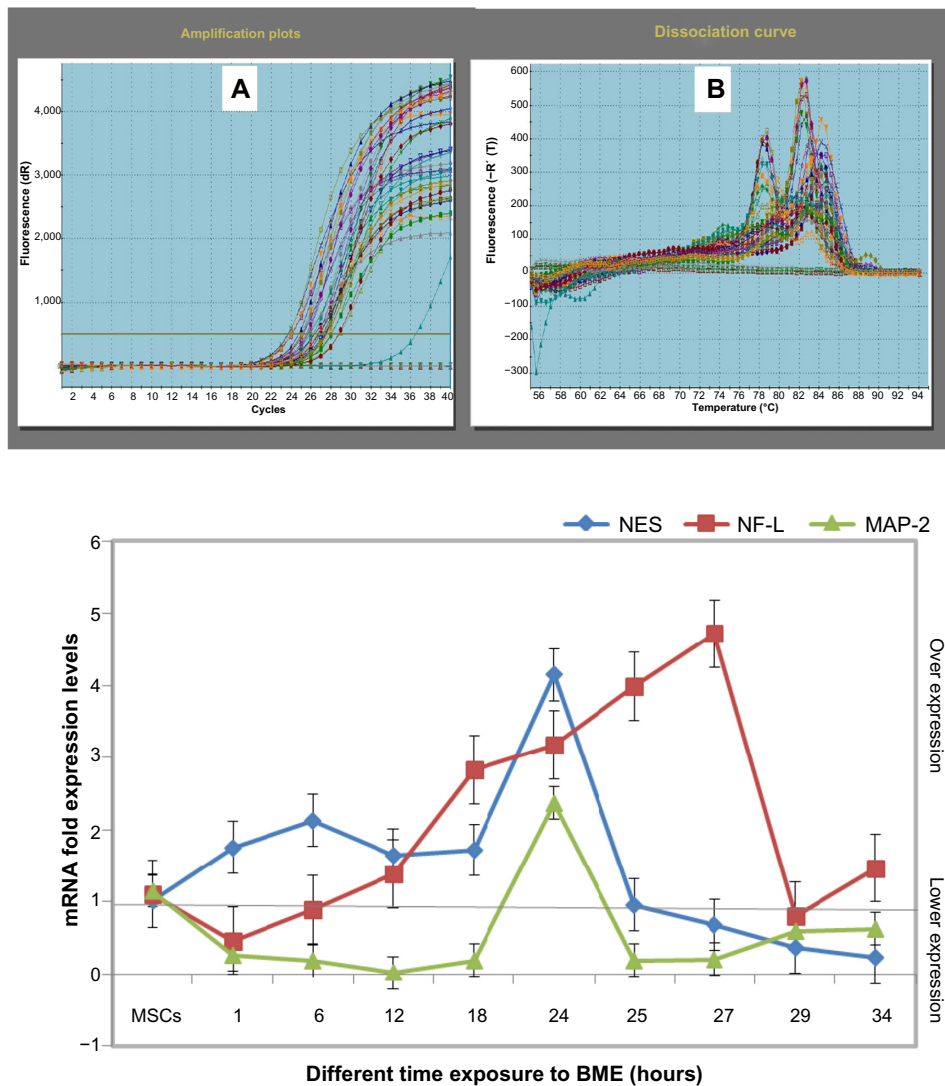 Amplification plots
A
Fluorescence (dR)
4,000
3,000
2,000
1,000
0
2 4 6 8 10 12 14 16 18 20 22 24 26 28 30 32 34 36 38 40
Cycles
Dissociation curve
B
Fluorescence (−R′ (T))
600
500
400
300
200
100
0
−100
−200
−300
56 58 60 62 64 66 68 70 72 74 76 78 80 82 84 86 88 90 92 94
Temperature (°C)
NES NF-L MAP-2
mRNA fold expression levels
6
5
4
3
2
1
0
−1
MSCs 1 6 12 18 24 25 27 29 34
Different time exposure to BME (hours)
Over expression
Lower expression